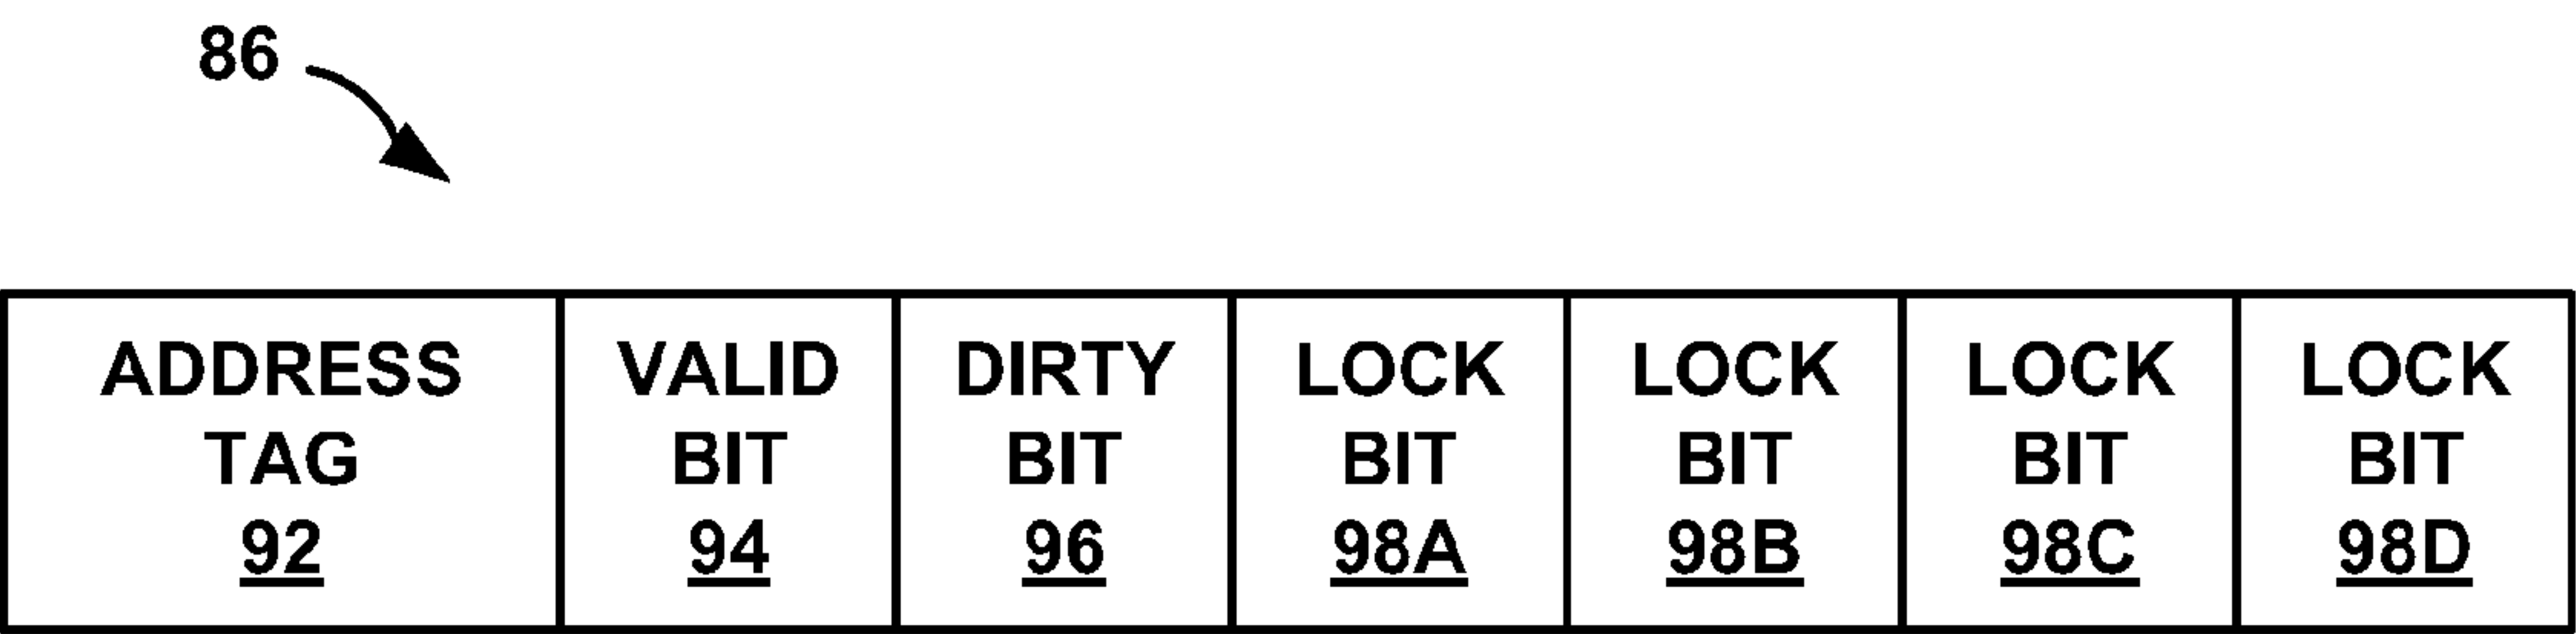 86
ADDRESS TAG 92
VALID BIT 94
DIRTY BIT 96
LOCK BIT 98A
LOCK BIT 98B
LOCK BIT 98C
LOCK BIT 98D